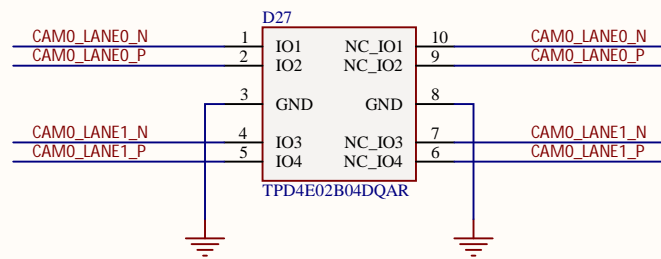 D27
CAM0_LANE0_N 1 IO1 NC_IO1 10 CAM0_LANE0_N
CAM0_LANE0_P 2 IO2 NC_IO2 9 CAM0_LANE0_P
3 GND GND 8
CAM0_LANE1_N 4 IO3 NC_IO3 7 CAM0_LANE1_N
CAM0_LANE1_P 5 IO4 NC_IO4 6 CAM0_LANE1_P
TPD4E02B04DQAR